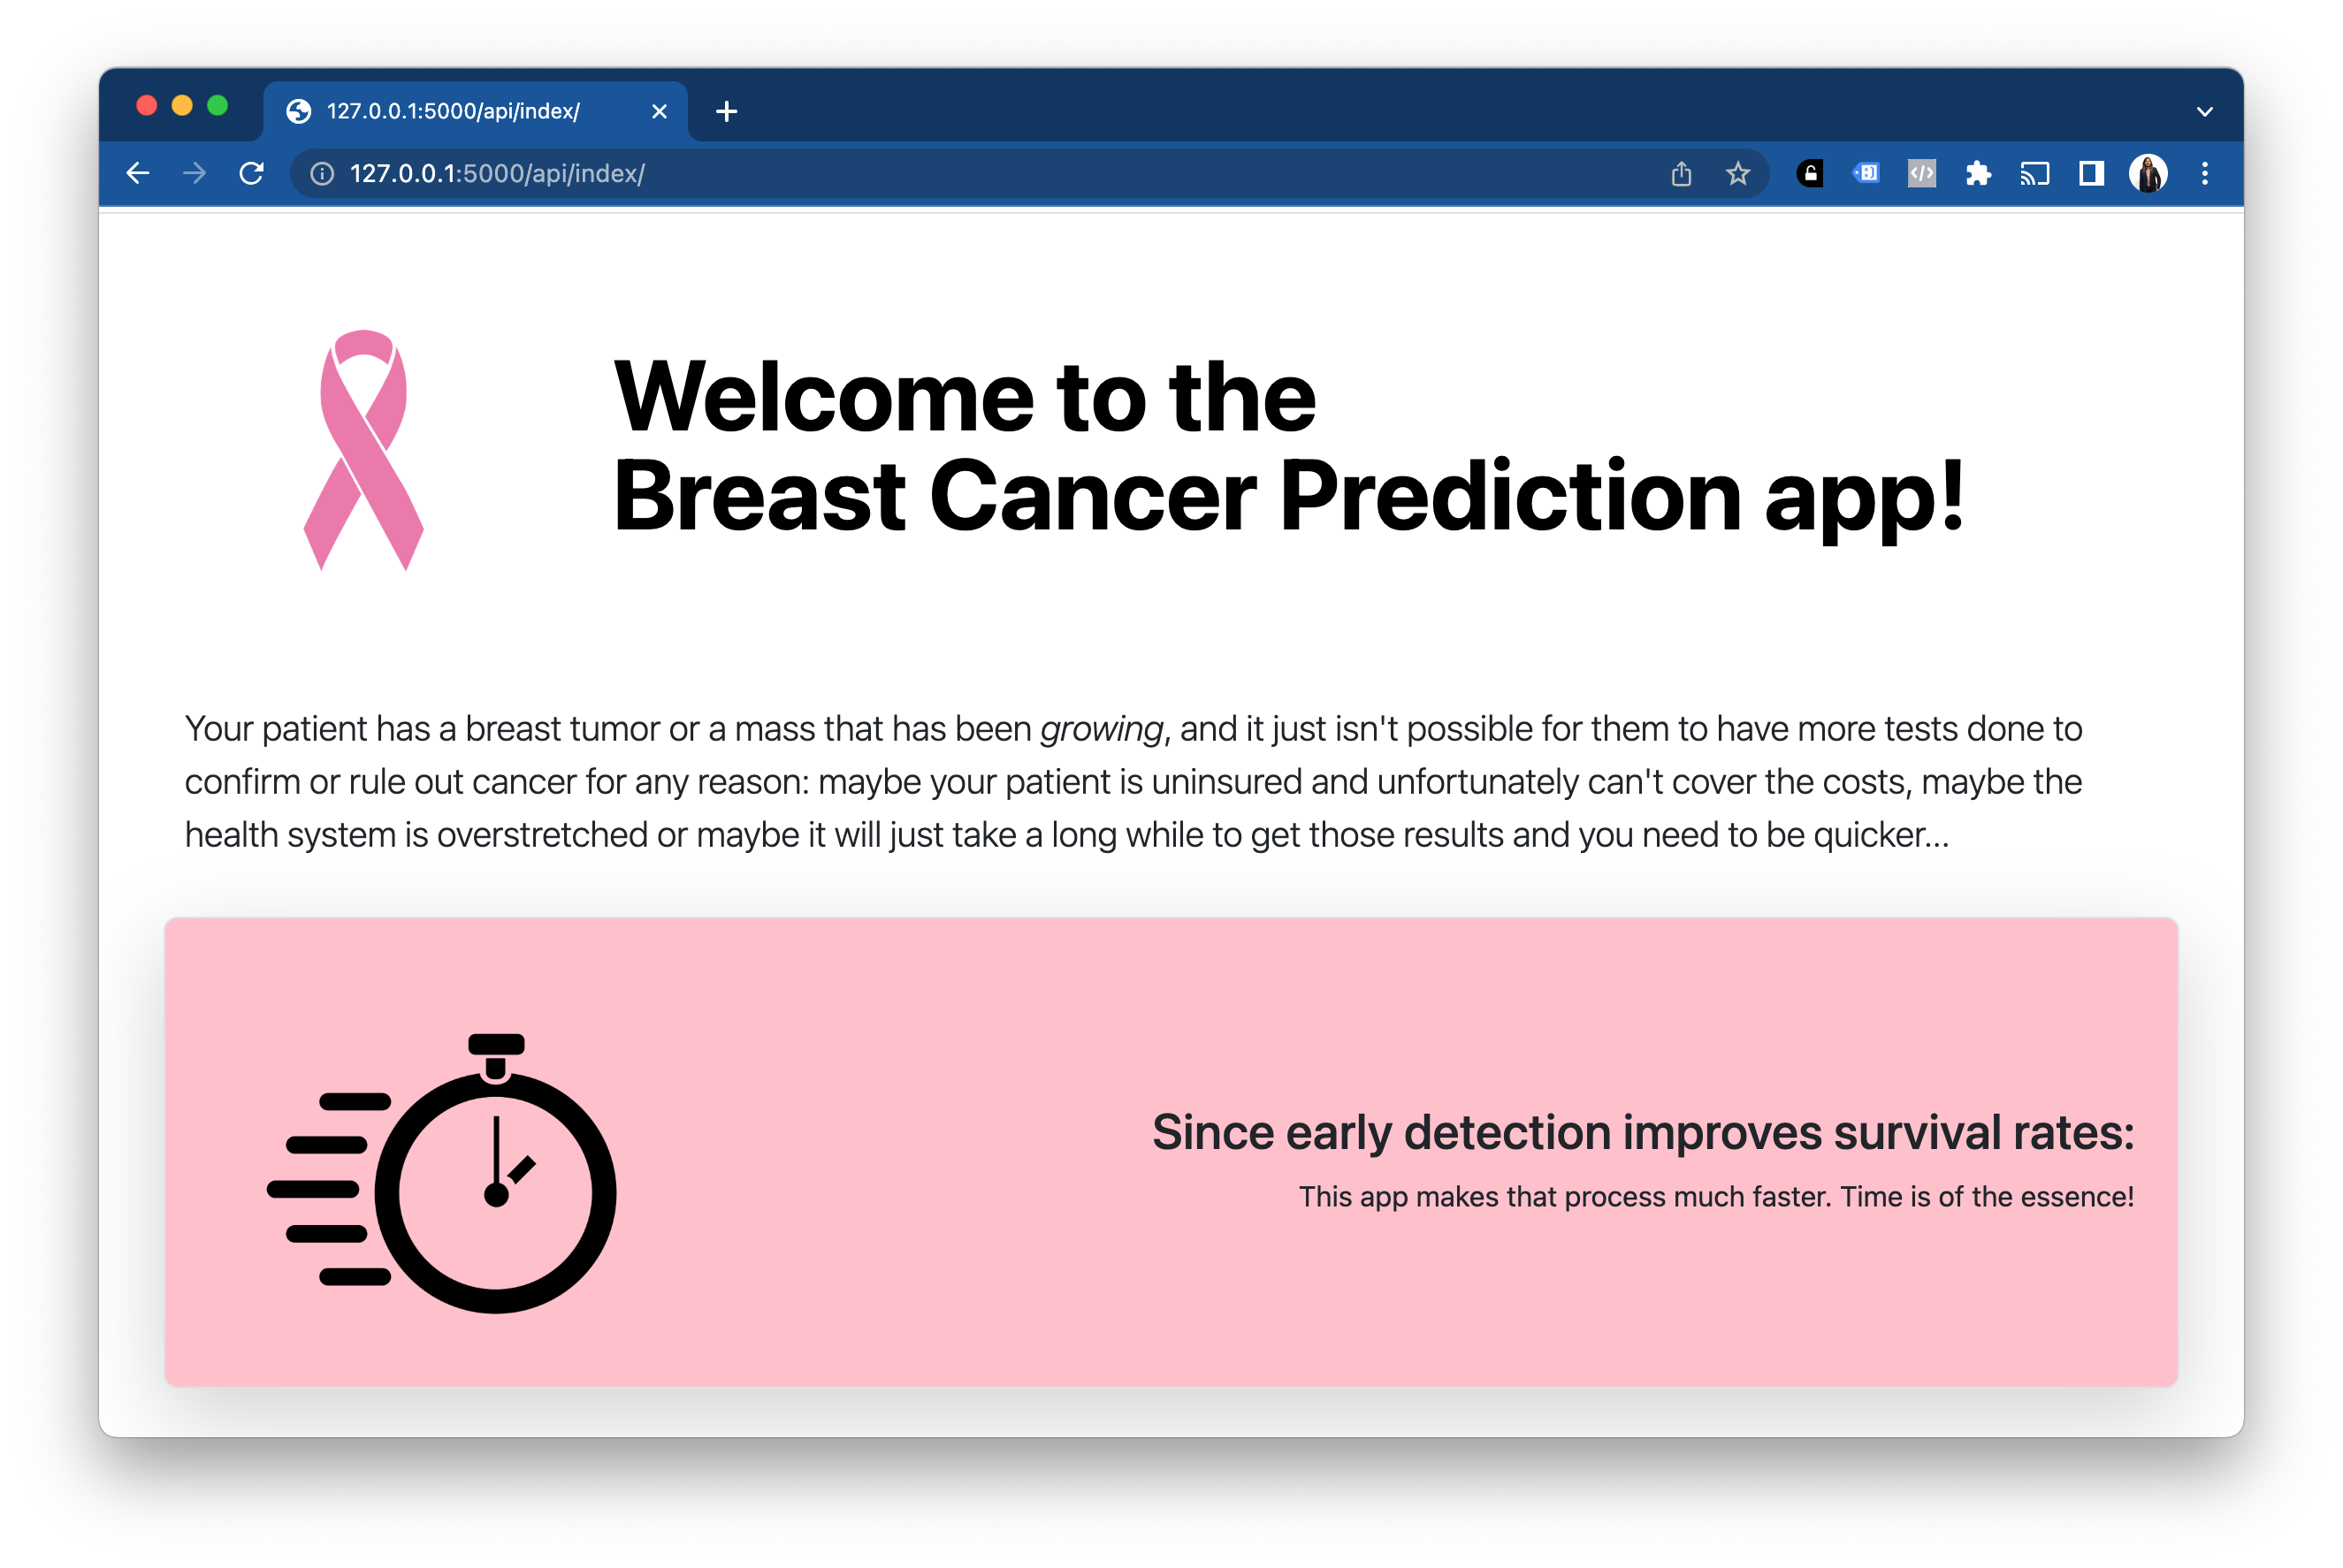 127.0.0.1:5000/api/index/
127.0.0.1:5000/api/index/
Welcome to the
Breast Cancer Prediction app!
Your patient has a breast tumor or a mass that has been growing, and it just isn't possible for them to have more tests done to
confirm or rule out cancer for any reason: maybe your patient is uninsured and unfortunately can't cover the costs, maybe the
health system is overstretched or maybe it will just take a long while to get those results and you need to be quicker...
Since early detection improves survival rates:
This app makes that process much faster. Time is of the essence!